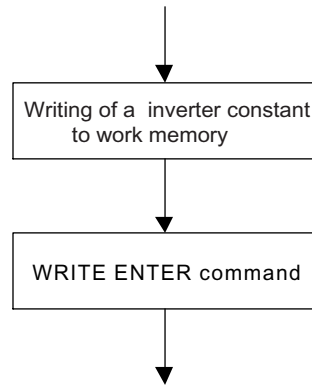 Writing of a inverter constant
to work memory
WRITE ENTER command